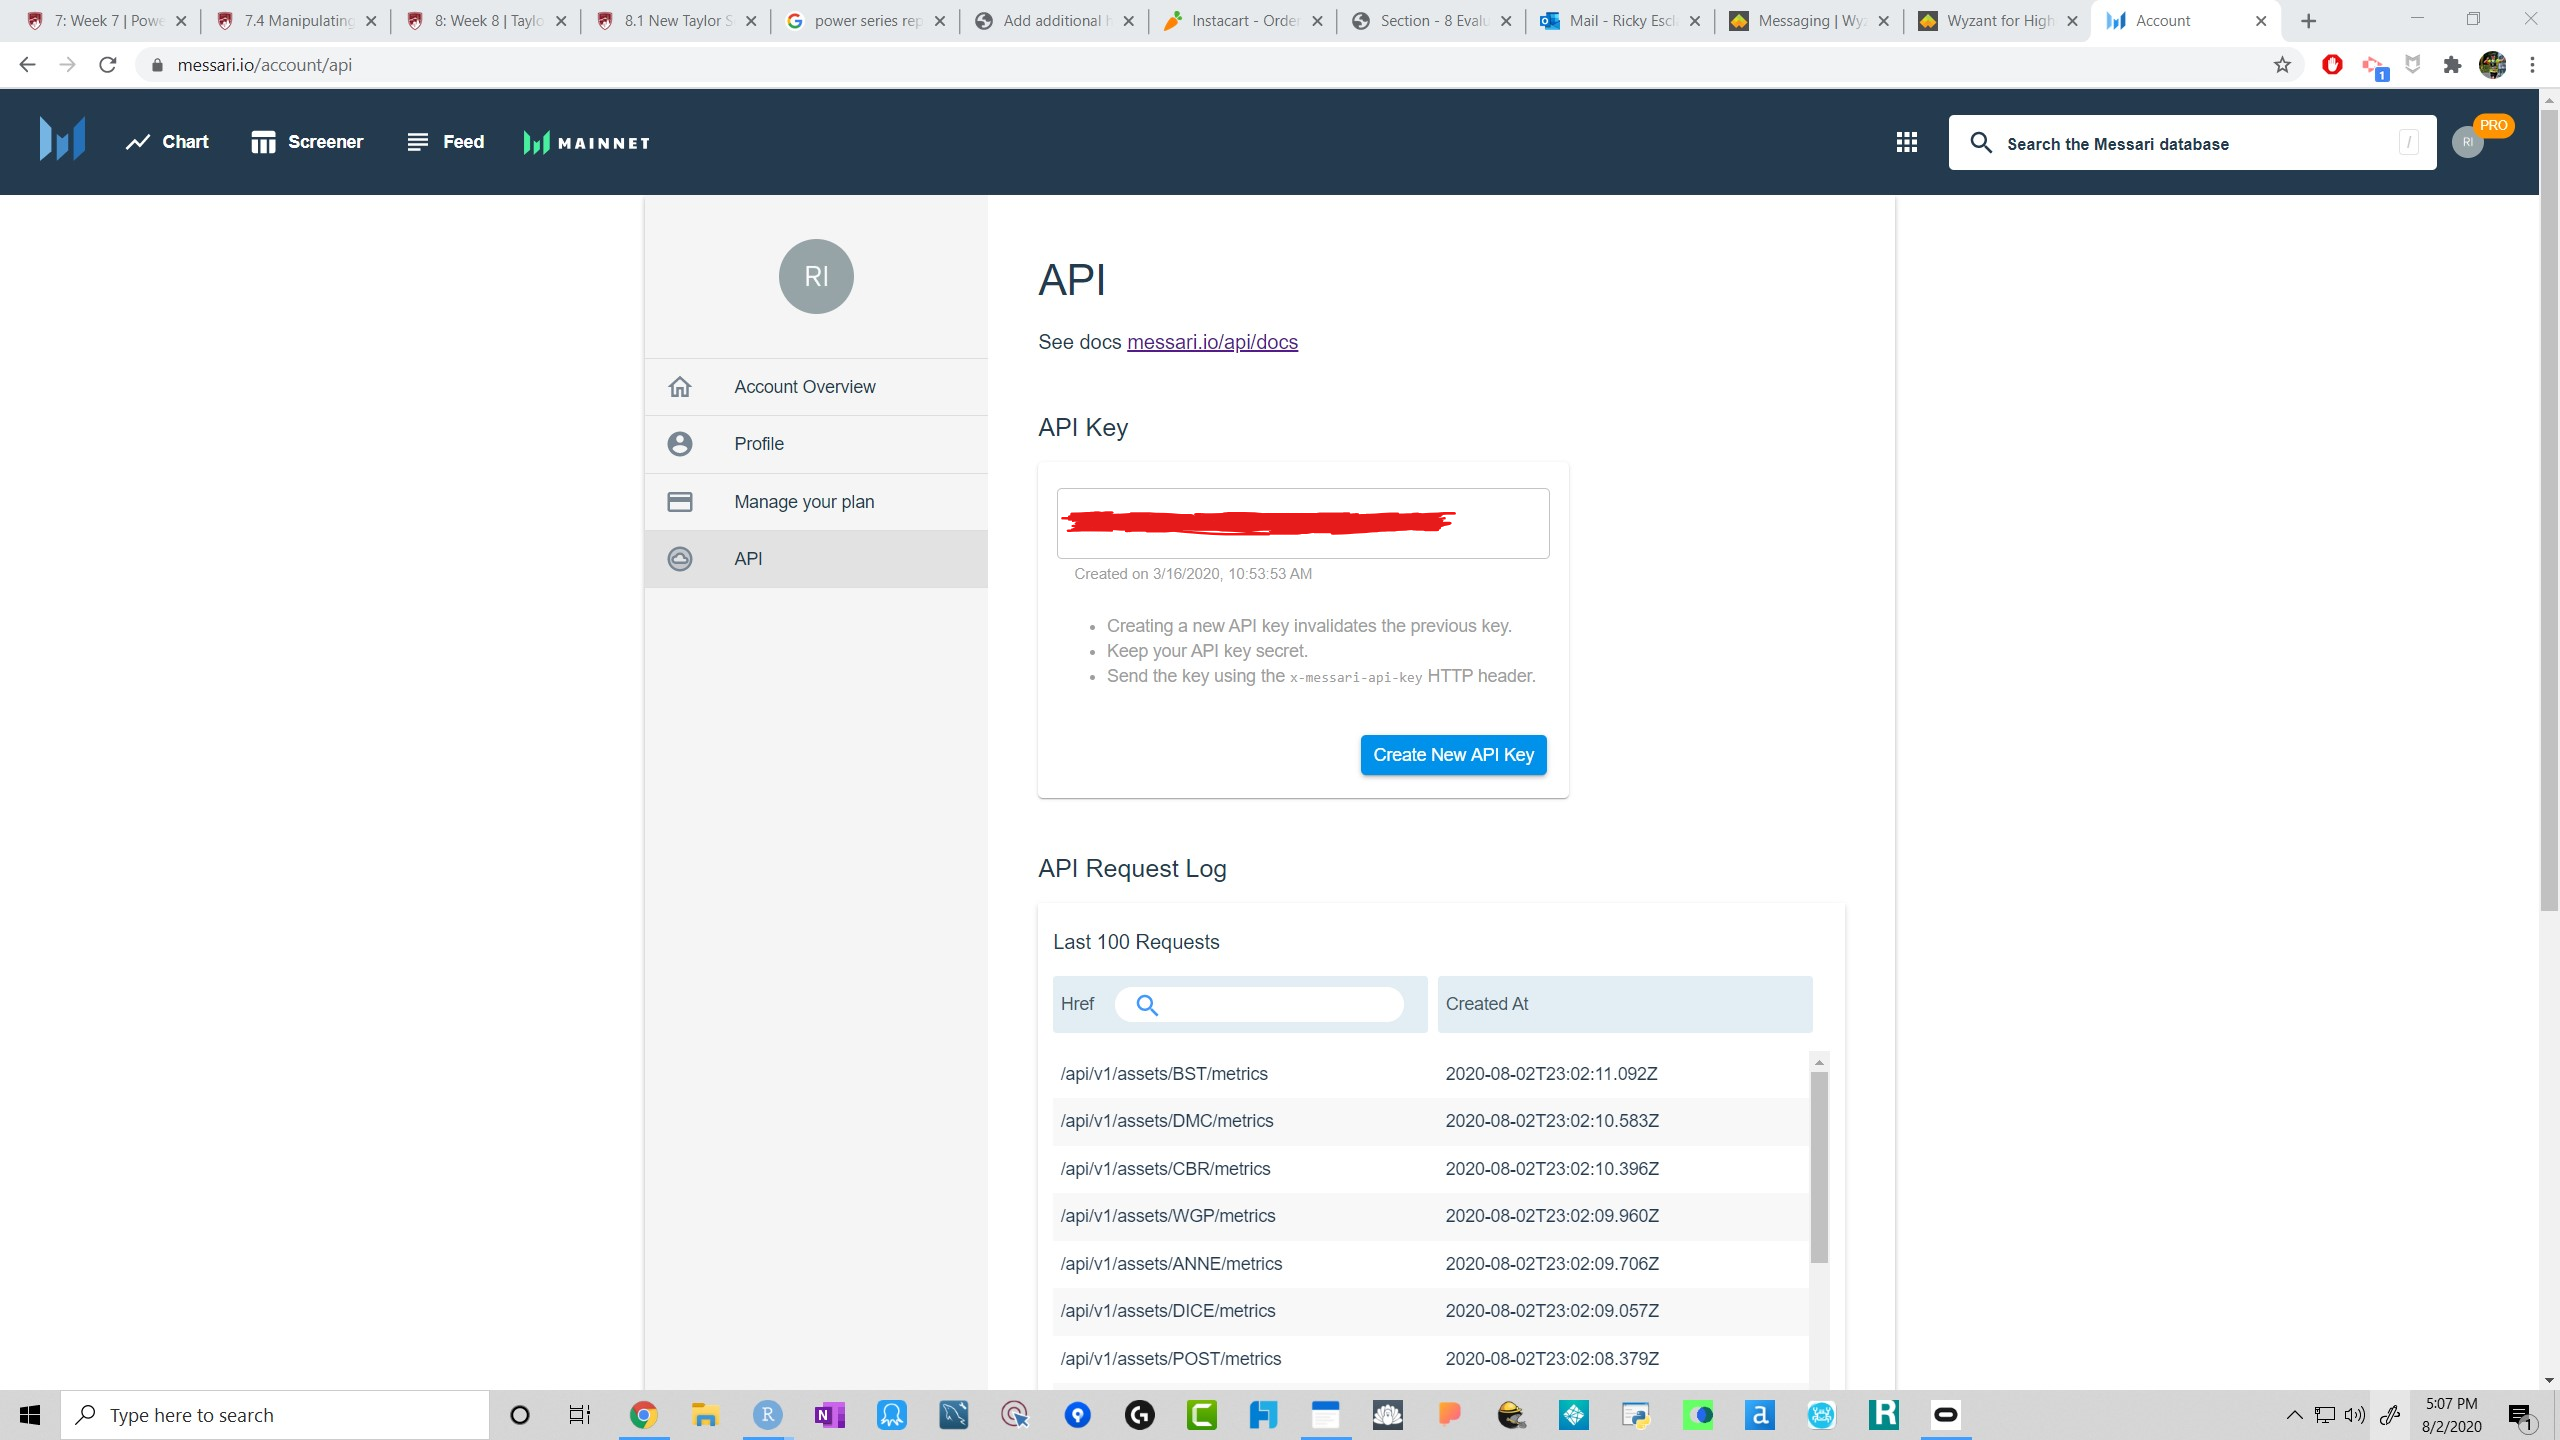 7: Week 7 | Powe
7.4 Manipulating
8: Week 8 | Taylo
8.1 New Taylor S
power series rep
Add additional h
Instacart - Order
Section - 8 Evalu
Mail - Ricky Escl
Messaging | Wyz
Wyzant for High
Account
messari.io/account/api
1
Chart
Screener
Feed
MAINNET
Search the Messari database
/
RI
PRO
RI
Account Overview
Profile
Manage your plan
API
API
See docs messari.io/api/docs
API Key
Created on 3/16/2020, 10:53:53 AM
Creating a new API key invalidates the previous key.
Keep your API key secret.
Send the key using the x-messari-api-key HTTP header.
Create New API Key
API Request Log
Last 100 Requests
Href
Created At
/api/v1/assets/BST/metrics 2020-08-02T23:02:11.092Z
/api/v1/assets/DMC/metrics 2020-08-02T23:02:10.583Z
/api/v1/assets/CBR/metrics 2020-08-02T23:02:10.396Z
/api/v1/assets/WGP/metrics 2020-08-02T23:02:09.960Z
/api/v1/assets/ANNE/metrics 2020-08-02T23:02:09.706Z
/api/v1/assets/DICE/metrics 2020-08-02T23:02:09.057Z
/api/v1/assets/POST/metrics 2020-08-02T23:02:08.379Z
Type here to search
5:07 PM
8/2/2020
1